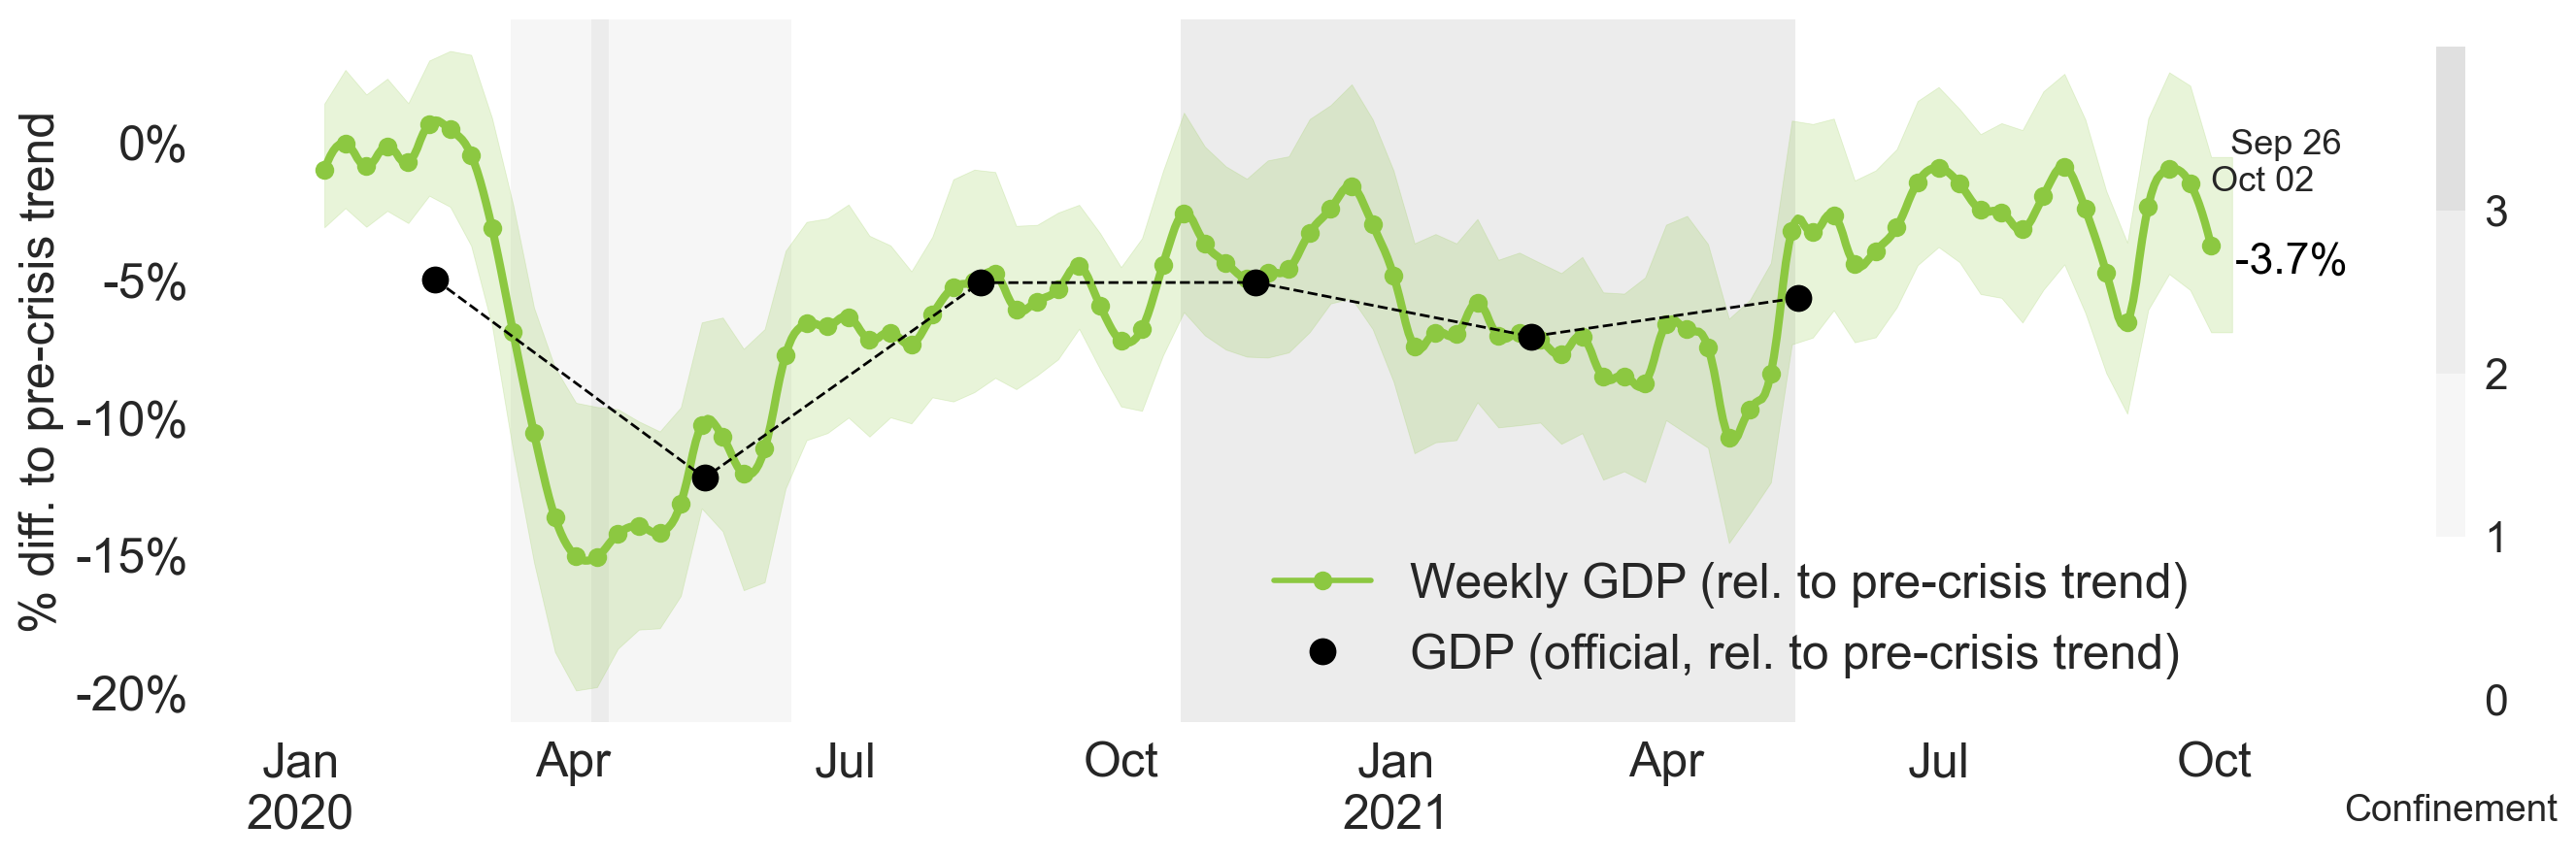 % diff. to pre-crisis trend
0%
-5%
-10%
-15%
-20%
Sep 26
Oct 02
-3.7%
Weekly GDP (rel. to pre-crisis trend)
GDP (official, rel. to pre-crisis trend)
3
2
1
0
Jan Apr Jul Oct Jan Apr Jul Oct
2020 2021
Confinement